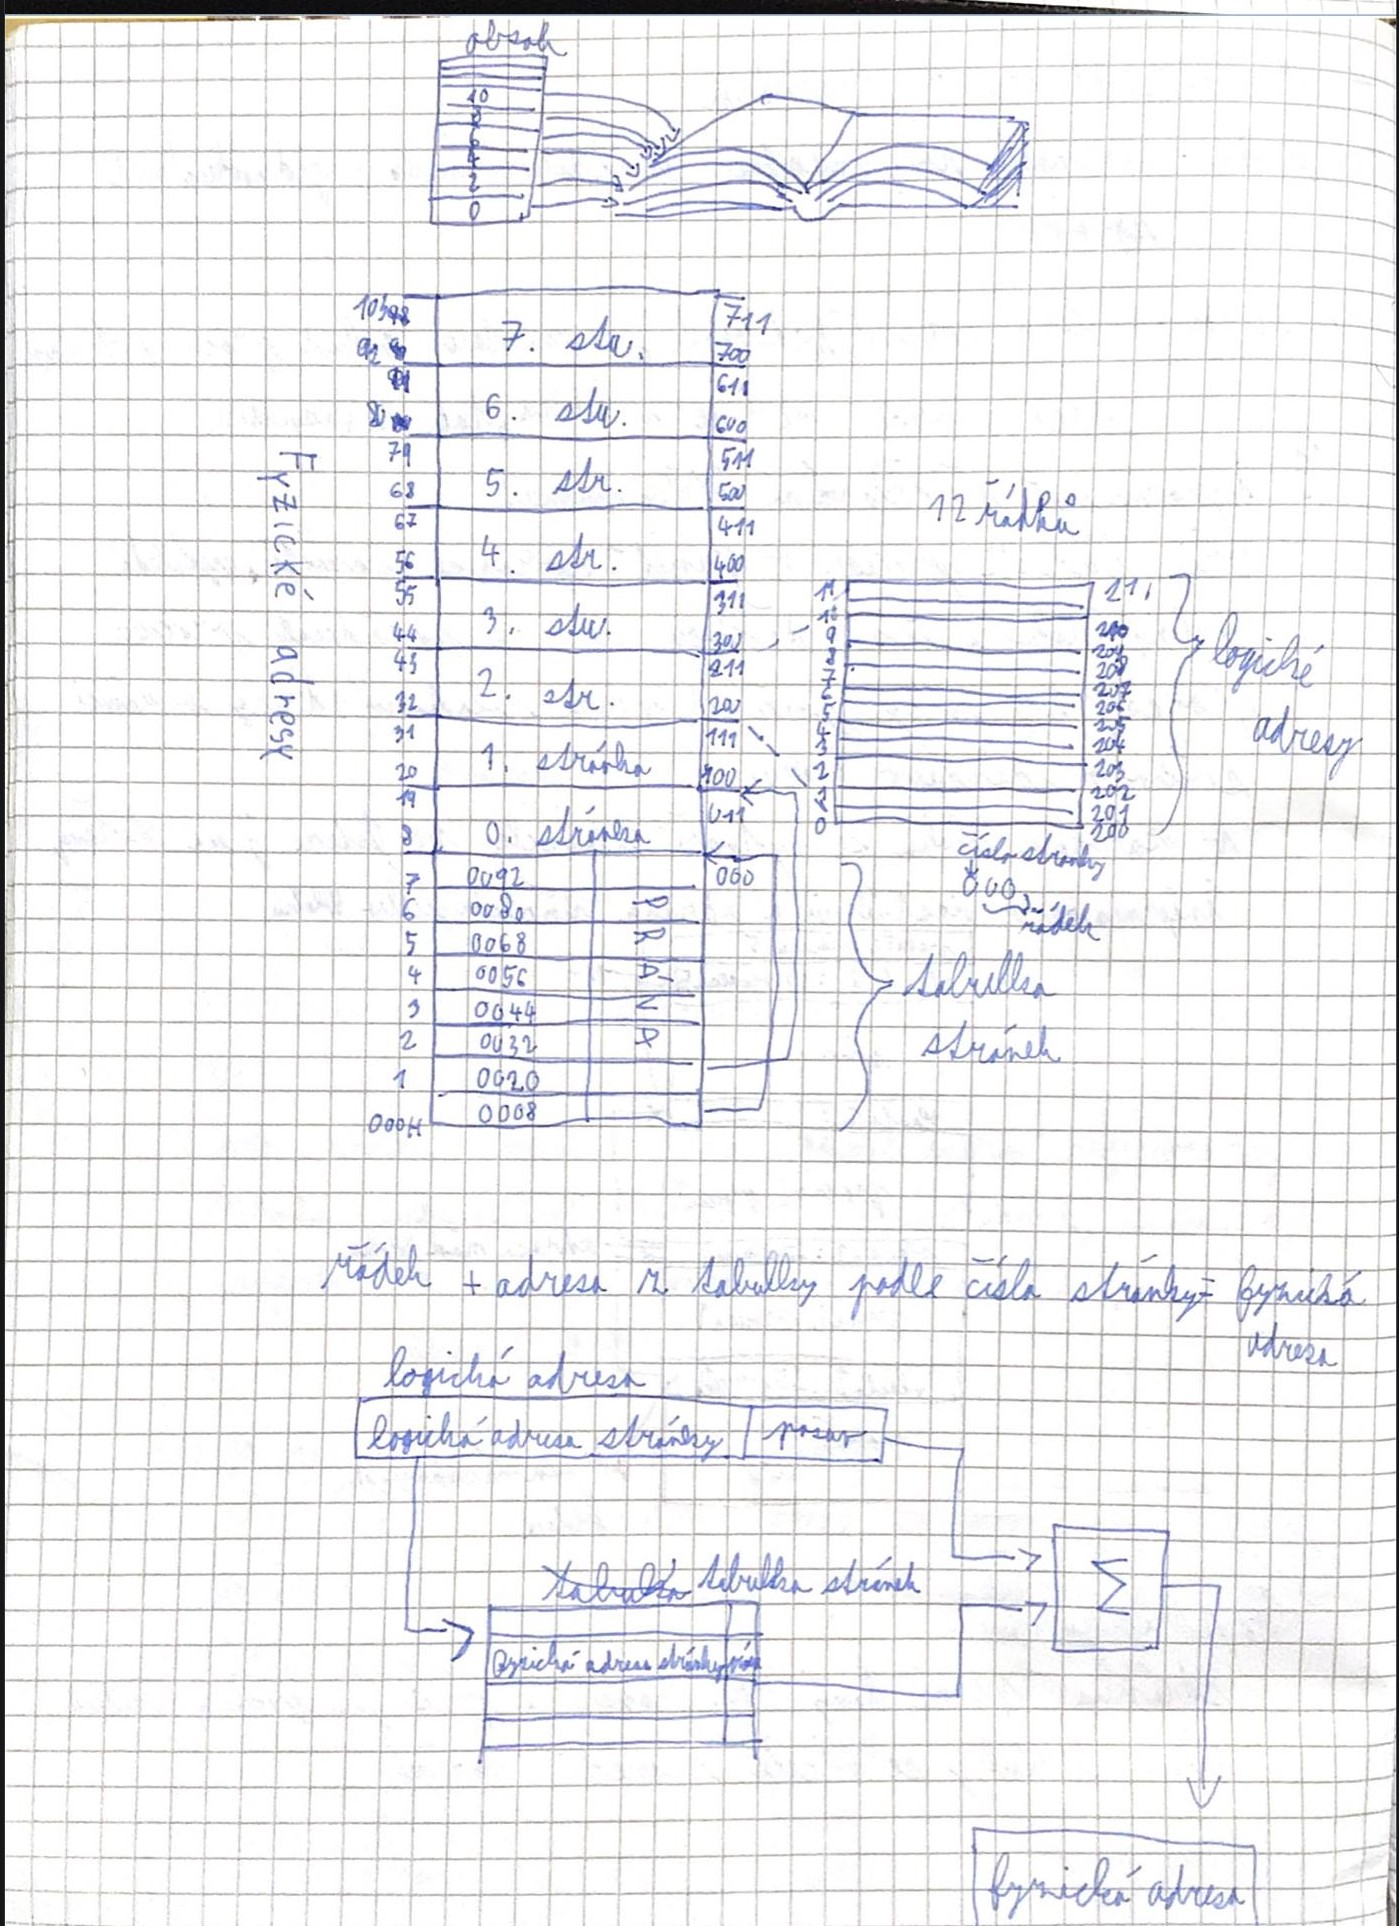 obsah
10
8
6
4
2
0
7. str. 711
700
6. str. 611
600
79 5. str. 511
68 500
67 4. str. 411
56 400
55 3. str. 311
44 300
43 2. str. 211
32 200
31 1. stránka 111
20 100
19 0. stránka 011
8
7 0092 000
6 0080
5 0068
4 0056
3 0044
2 0032
1 0020
000H 0008
PRÁVA
Fyzické adresy
12 řádků
11 211
10 210
9 209
8 208
7 207
6 206
5 205
4 204
3 203
2 202
1 201
0 200
logické
adresy
číslo stránky
000
řádek
tabulka
stránek
řádek + adresa z tabulky podle čísla stránky = fyzická
adresa
logická adresa
logická adresa stránky posuv
tabulka tabulka stránek
fyzická adresa stránky
Σ
fyzická adresa